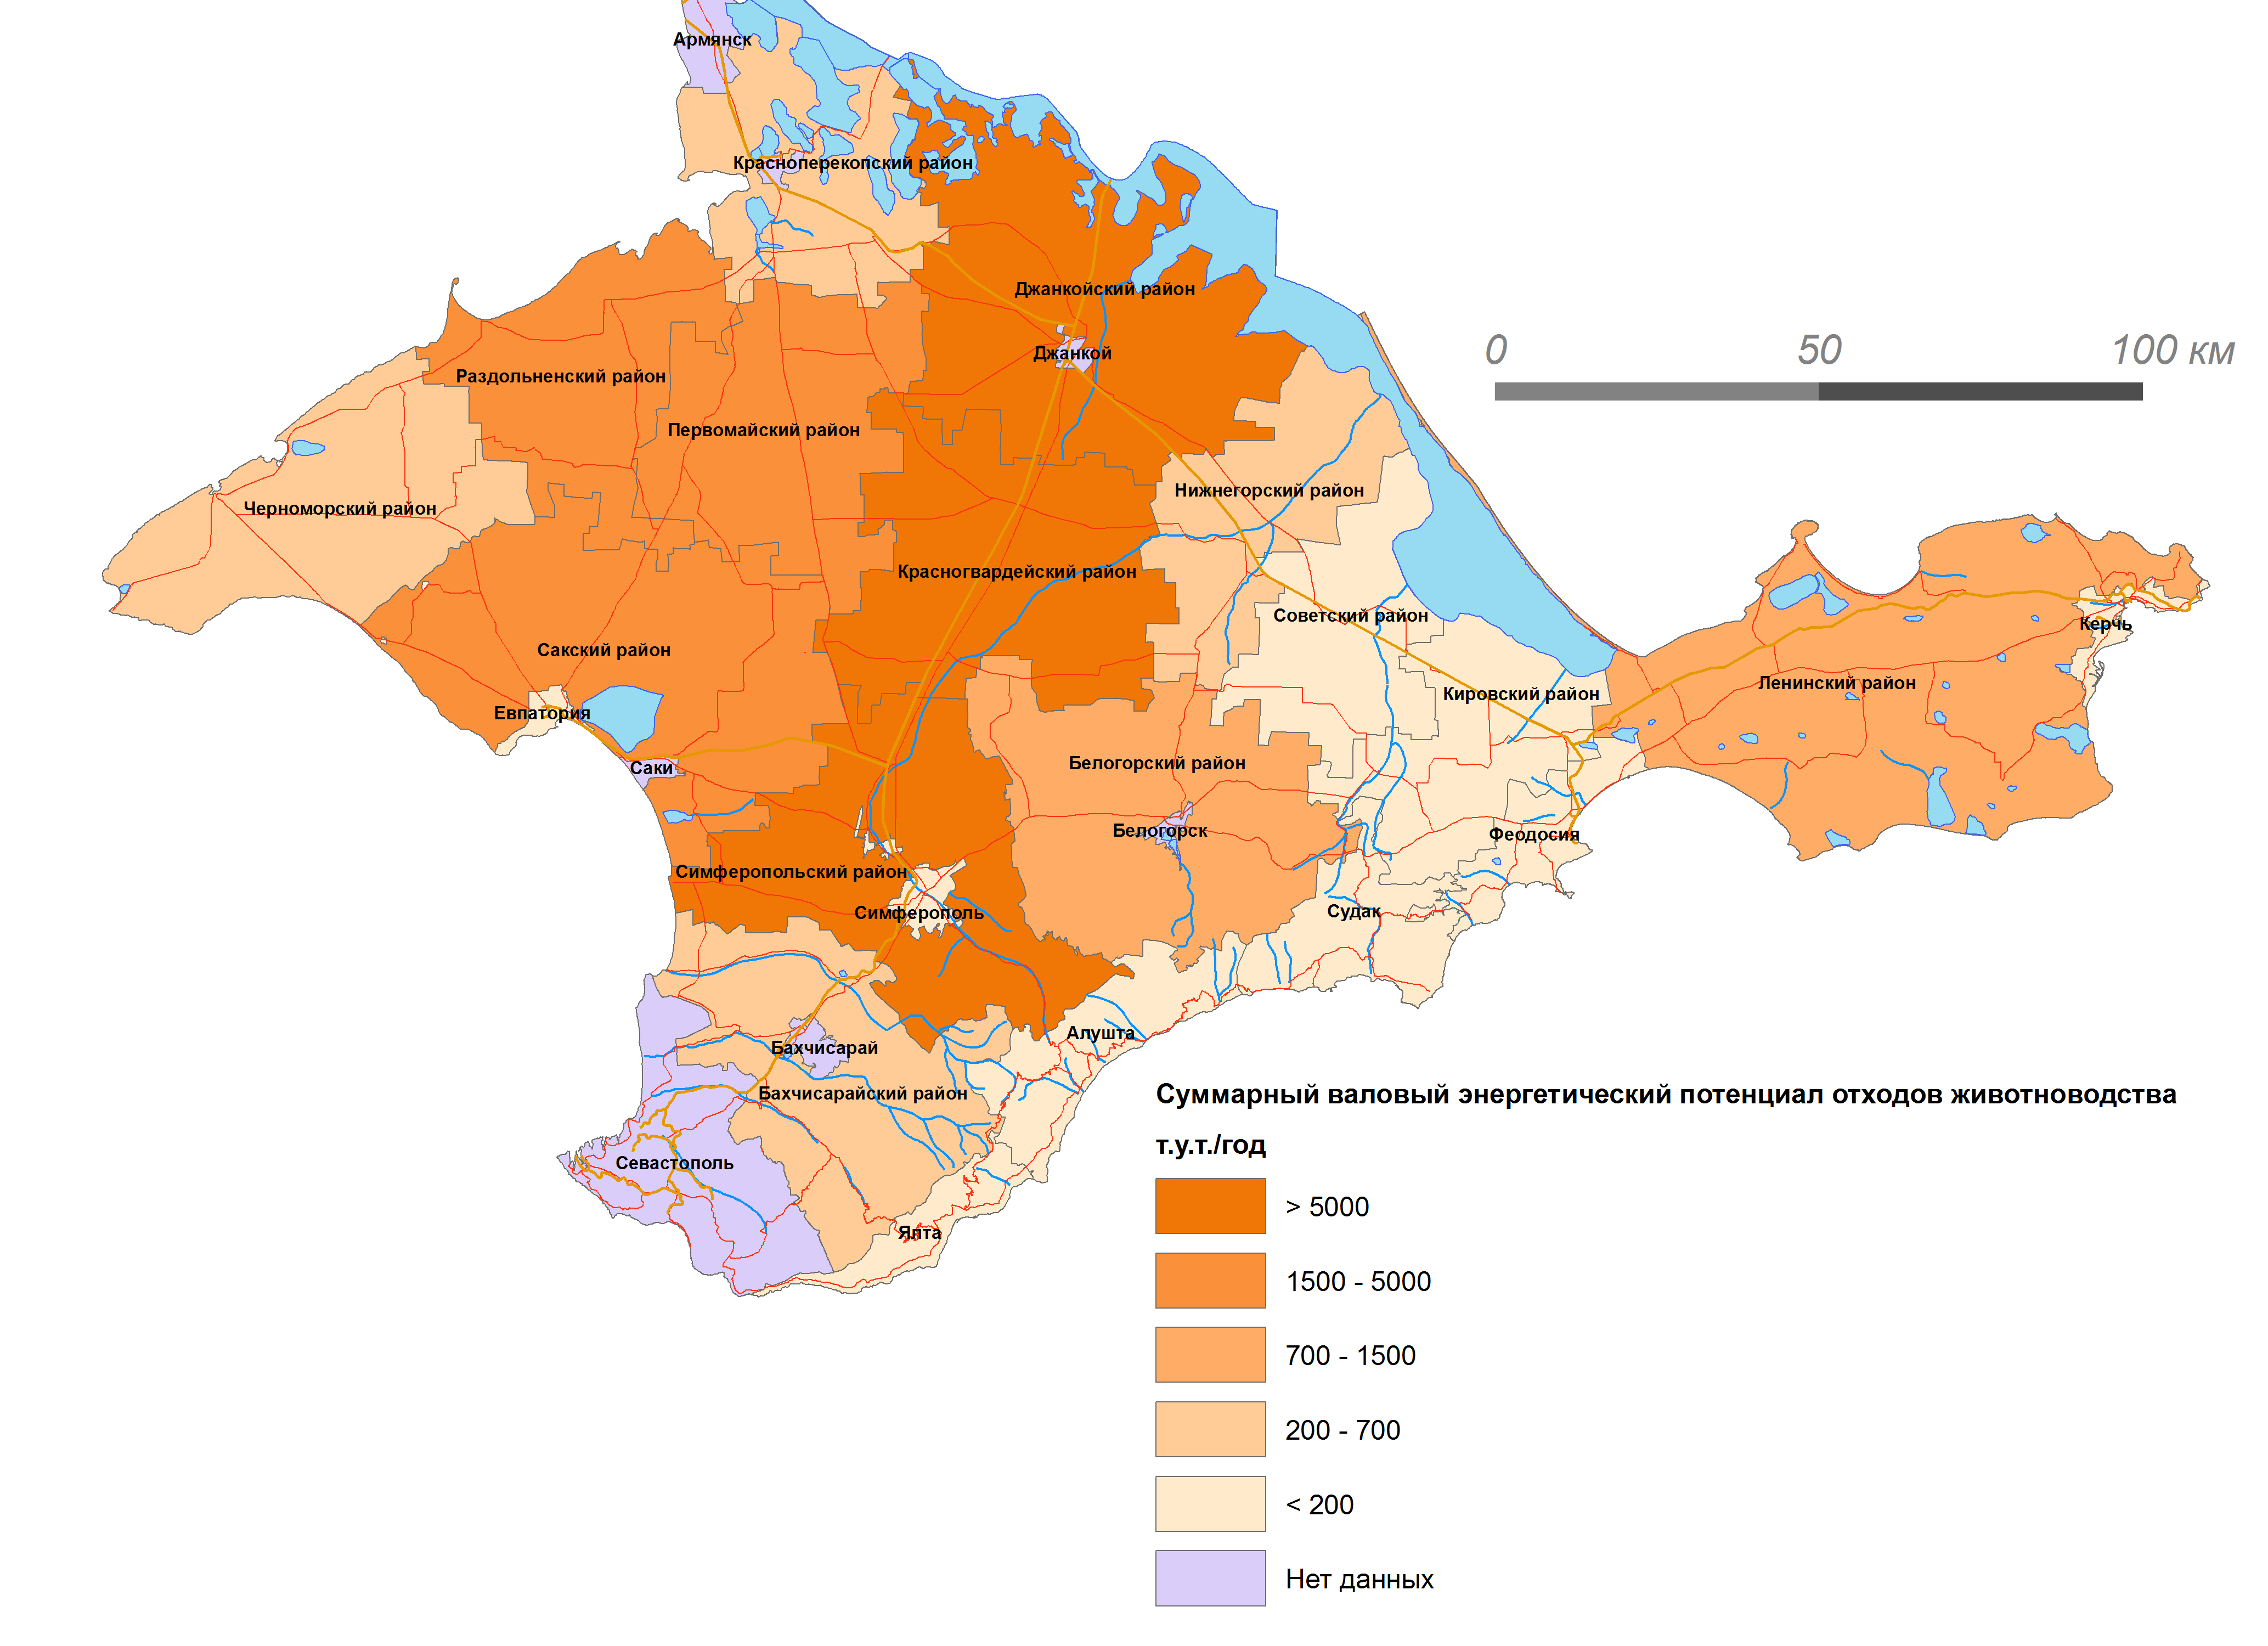 Армянск
Красноперекопский район
Джанкойский район
0 50 100 км
Джанкой
Раздольненский район
Первомайский район
Нижнегорский район
Черноморский район
Красногвардейский район
Советский район
Керчь
Сакский район
Ленинский район
Кировский район
Евпатория
Белогорский район
Саки
Белогорск
Феодосия
Симферопольский район
Судак
Симферополь
Алушта
Бахчисарай
Бахчисарайский район
Севастополь
Ялта
Суммарный валовый энергетический потенциал отходов животноводства
т.у.т./год
> 5000
1500 - 5000
700 - 1500
200 - 700
< 200
Нет данных